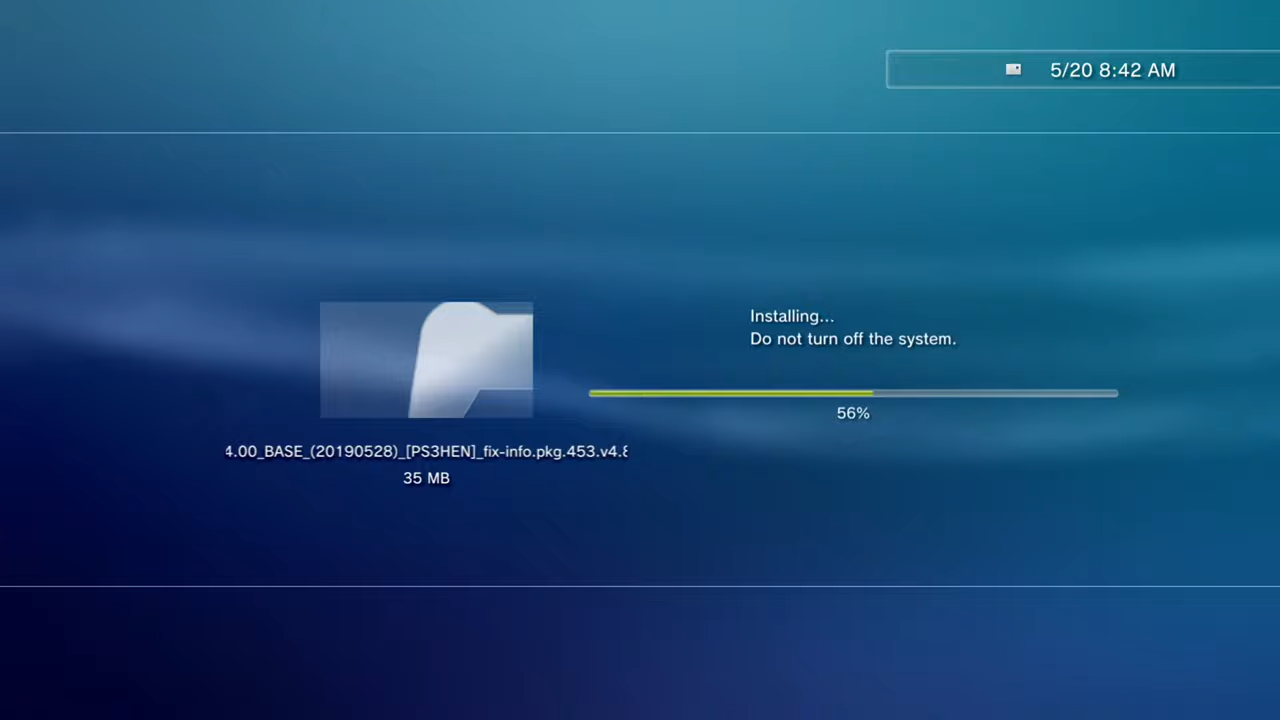 5/20 8:42 AM
Installing...
Do not turn off the system.
56%
4.00_BASE_(20190528)_[PS3HEN]_fix-info.pkg.453.v4.8
35 MB